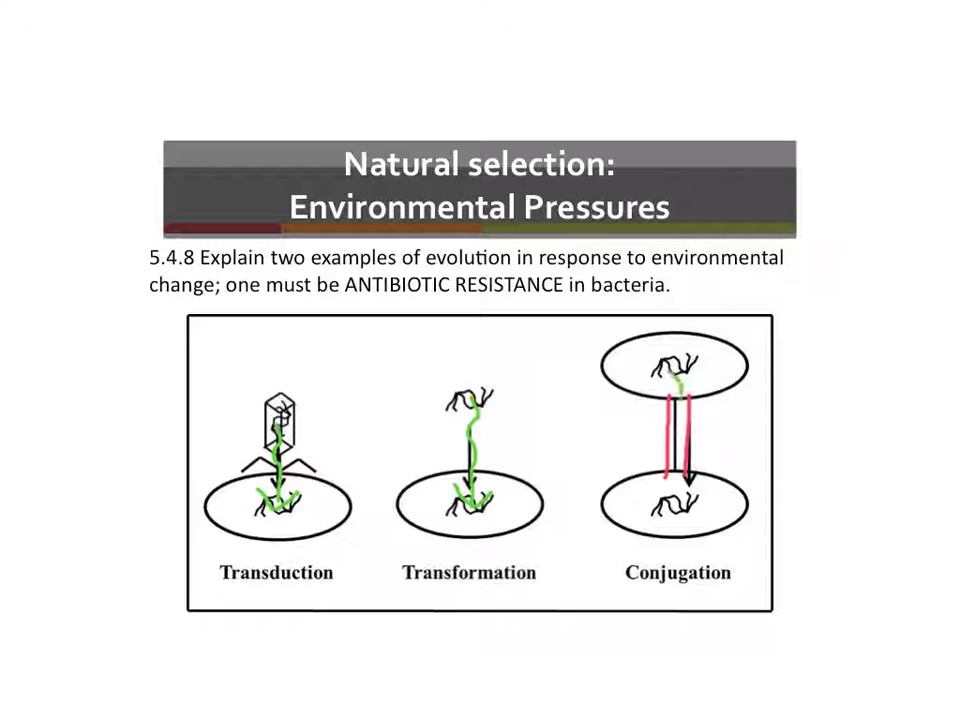 Natural selection:
Environmental Pressures
5.4.8 Explain two examples of evolution in response to environmental
change; one must be ANTIBIOTIC RESISTANCE in bacteria.
Transduction
Transformation
Conjugation